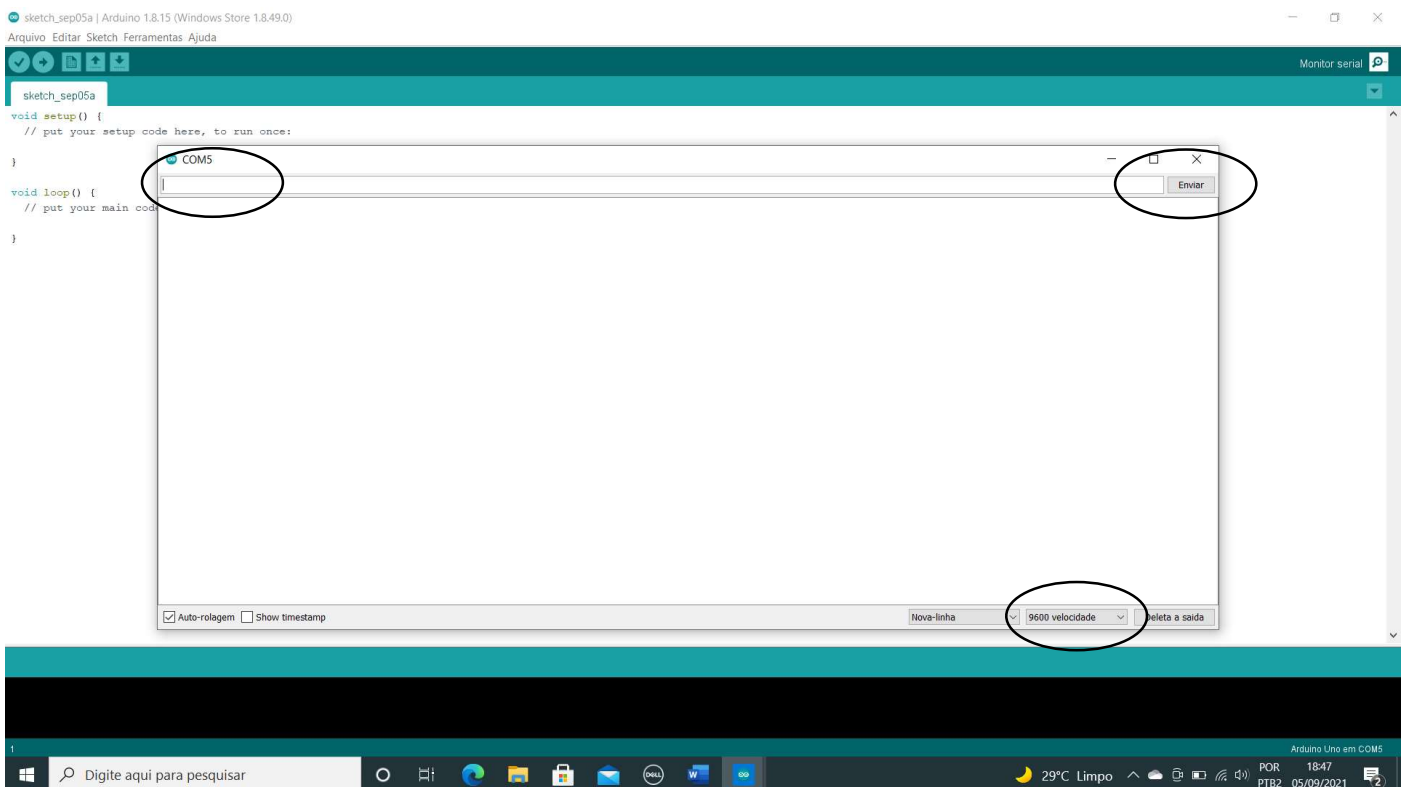 sketch_sep05a | Arduino 1.8.15 (Windows Store 1.8.49.0)
Arquivo Editar Sketch Ferramentas Ajuda
Monitor serial
sketch_sep05a
void setup() {
// put your setup code here, to run once:
}
void loop() {
// put your main code
}
COM5
Enviar
Auto-rolagem Show timestamp Nova-linha 9600 velocidade Deleta a saida
1 Arduino Uno em COM5
Digite aqui para pesquisar DELL W 29°C Limpo POR 18:47
PTB2 05/09/2021 2